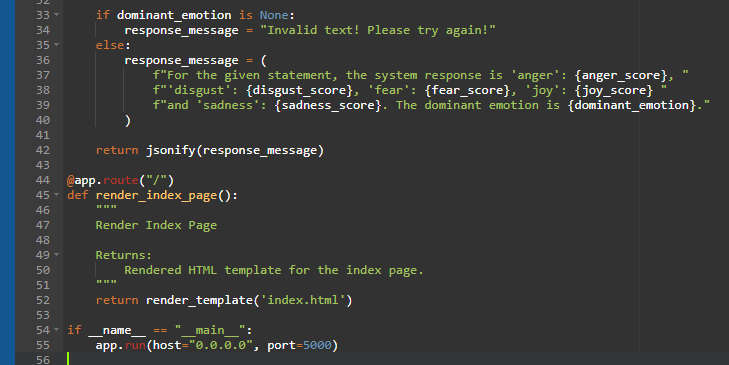 33 if dominant_emotion is None:
34 response_message = "Invalid text! Please try again!"
35 else:
36 response_message = (
37 f"For the given statement, the system response is 'anger': {anger_score}, "
38 f"'disgust': {disgust_score}, 'fear': {fear_score}, 'joy': {joy_score} "
39 f"and 'sadness': {sadness_score}. The dominant emotion is {dominant_emotion}."
40 )
41
42 return jsonify(response_message)
43
44 @app.route("/")
45 def render_index_page():
46 """
47 Render Index Page
48
49 Returns:
50 Rendered HTML template for the index page.
51 """
52 return render_template('index.html')
53
54 if __name__ == "__main__":
55 app.run(host="0.0.0.0", port=5000)
56